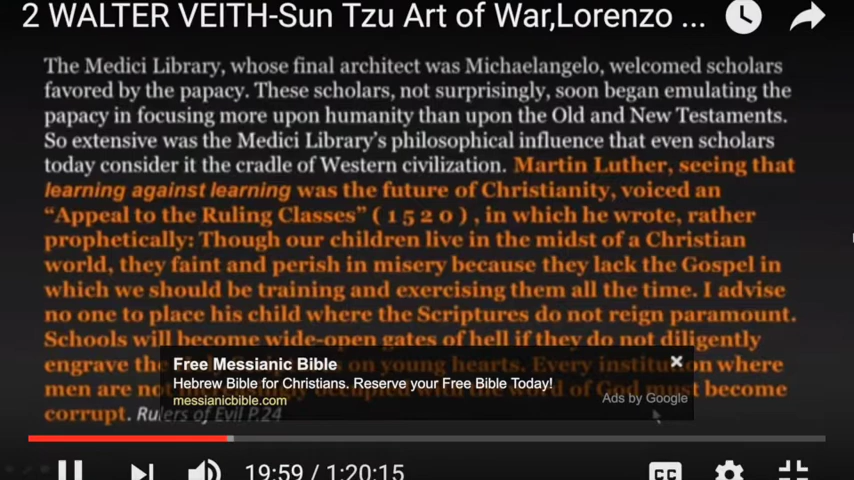 2 WALTER VEITH-Sun Tzu Art of War,Lorenzo ...
The Medici Library, whose final architect was Michaelangelo, welcomed scholars
favored by the papacy. These scholars, not surprisingly, soon began emulating the
papacy in focusing more upon humanity than upon the Old and New Testaments.
So extensive was the Medici Library's philosophical influence that even scholars
today consider it the cradle of Western civilization. Martin Luther, seeing that
learning against learning was the future of Christianity, voiced an
“Appeal to the Ruling Classes” ( 1 5 2 0 ) , in which he wrote, rather
prophetically: Though our children live in the midst of a Christian
world, they faint and perish in misery because they lack the Gospel in
which we should be training and exercising them all the time. I advise
no one to place his child where the Scriptures do not reign paramount.
Schools will become wide-open gates of hell if they do not diligently
engrave the on young hearts. Every institution where
men are not increasingly occupied with the word of God must become
corrupt. Rulers of Evil P.24
Free Messianic Bible
Hebrew Bible for Christians. Reserve your Free Bible Today!
messianicbible.com
Ads by Google
19:59 / 1:20:15
CC